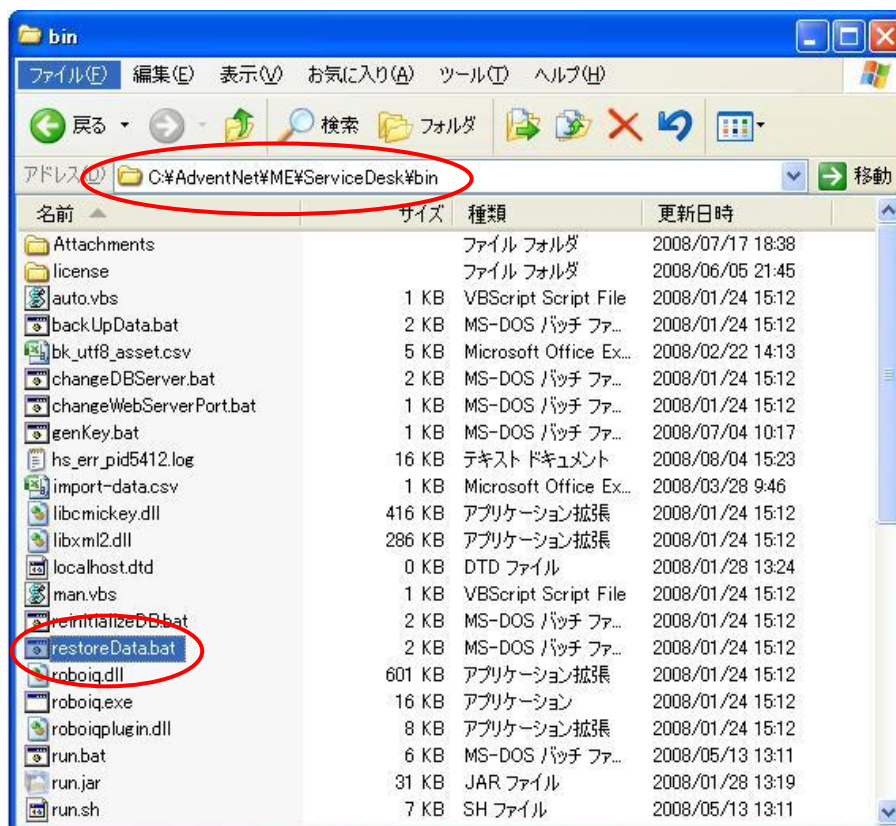 bin
ファイル(F) 編集(E) 表示(V) お気に入り(A) ツール(T) ヘルプ(H)
戻る 検索 フォルダ
アドレス(D) C:¥AdventNet¥ME¥ServiceDesk¥bin 移動
名前 サイズ 種類 更新日時
Attachments ファイル フォルダ 2008/07/17 18:38
license ファイル フォルダ 2008/06/05 21:45
auto.vbs 1 KB VBScript Script File 2008/01/24 15:12
backUpData.bat 2 KB MS-DOS バッチ ファ... 2008/01/24 15:12
bk_utf8_asset.csv 5 KB Microsoft Office Ex... 2008/02/22 14:13
changeDBServer.bat 2 KB MS-DOS バッチ ファ... 2008/01/24 15:12
changeWebServerPort.bat 1 KB MS-DOS バッチ ファ... 2008/01/24 15:12
genKey.bat 1 KB MS-DOS バッチ ファ... 2008/07/04 10:17
hs_err_pid5412.log 16 KB テキスト ドキュメント 2008/08/04 15:23
import-data.csv 1 KB Microsoft Office Ex... 2008/03/28 9:46
libcmickey.dll 416 KB アプリケーション拡張 2008/01/24 15:12
libxml2.dll 286 KB アプリケーション拡張 2008/01/24 15:12
localhost.dtd 0 KB DTD ファイル 2008/01/28 13:24
man.vbs 1 KB VBScript Script File 2008/01/24 15:12
reinitializeDB.bat 2 KB MS-DOS バッチ ファ... 2008/01/24 15:12
restoreData.bat 2 KB MS-DOS バッチ ファ... 2008/01/24 15:12
roboiq.dll 601 KB アプリケーション拡張 2008/01/24 15:12
roboiq.exe 16 KB アプリケーション 2008/01/24 15:12
roboiqplugin.dll 8 KB アプリケーション拡張 2008/01/24 15:12
run.bat 6 KB MS-DOS バッチ ファ... 2008/05/13 13:11
run.jar 31 KB JAR ファイル 2008/01/28 13:19
run.sh 7 KB SH ファイル 2008/05/13 13:11